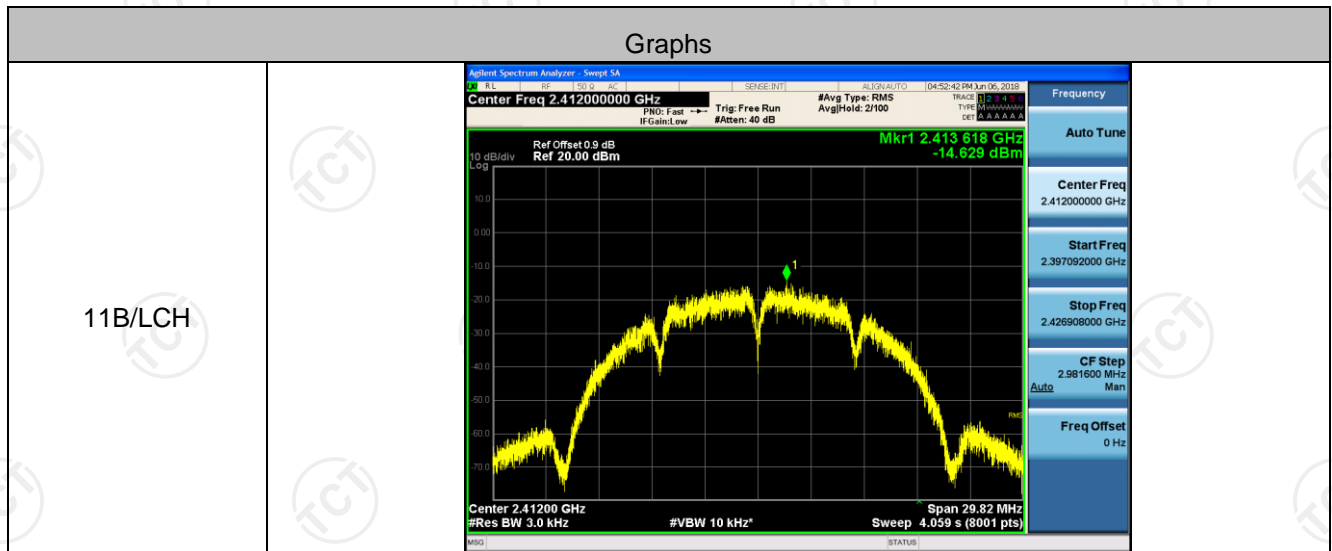 Graphs
11B/LCH
Agilent Spectrum Analyzer - Swept SA
RL RF 50 Ω AC SENSE:INT ALIGN AUTO 04:52:42 PM Jun 06, 2018
Center Freq 2.412000000 GHz
PNO: Fast
IFGain:Low
Trig: Free Run
#Atten: 40 dB
#Avg Type: RMS
Avg|Hold: 2/100
TRACE 1 2 3 4 5 6
TYPE
DET A A A A A A
Ref Offset 0.9 dB
10 dB/div Ref 20.00 dBm
Log
Mkr1 2.413 618 GHz
-14.629 dBm
10.0
0.00
-10.0
-20.0
-30.0
-40.0
-50.0
-60.0
-70.0
1
RMS
Center 2.41200 GHz
Span 29.82 MHz
#Res BW 3.0 kHz
#VBW 10 kHz*
Sweep 4.059 s (8001 pts)
MSG
STATUS
Frequency
Auto Tune
Center Freq
2.412000000 GHz
Start Freq
2.397092000 GHz
Stop Freq
2.426908000 GHz
CF Step
2.981600 MHz
Auto Man
Freq Offset
0 Hz
TCT
TCT
TCT
TCT
TCT